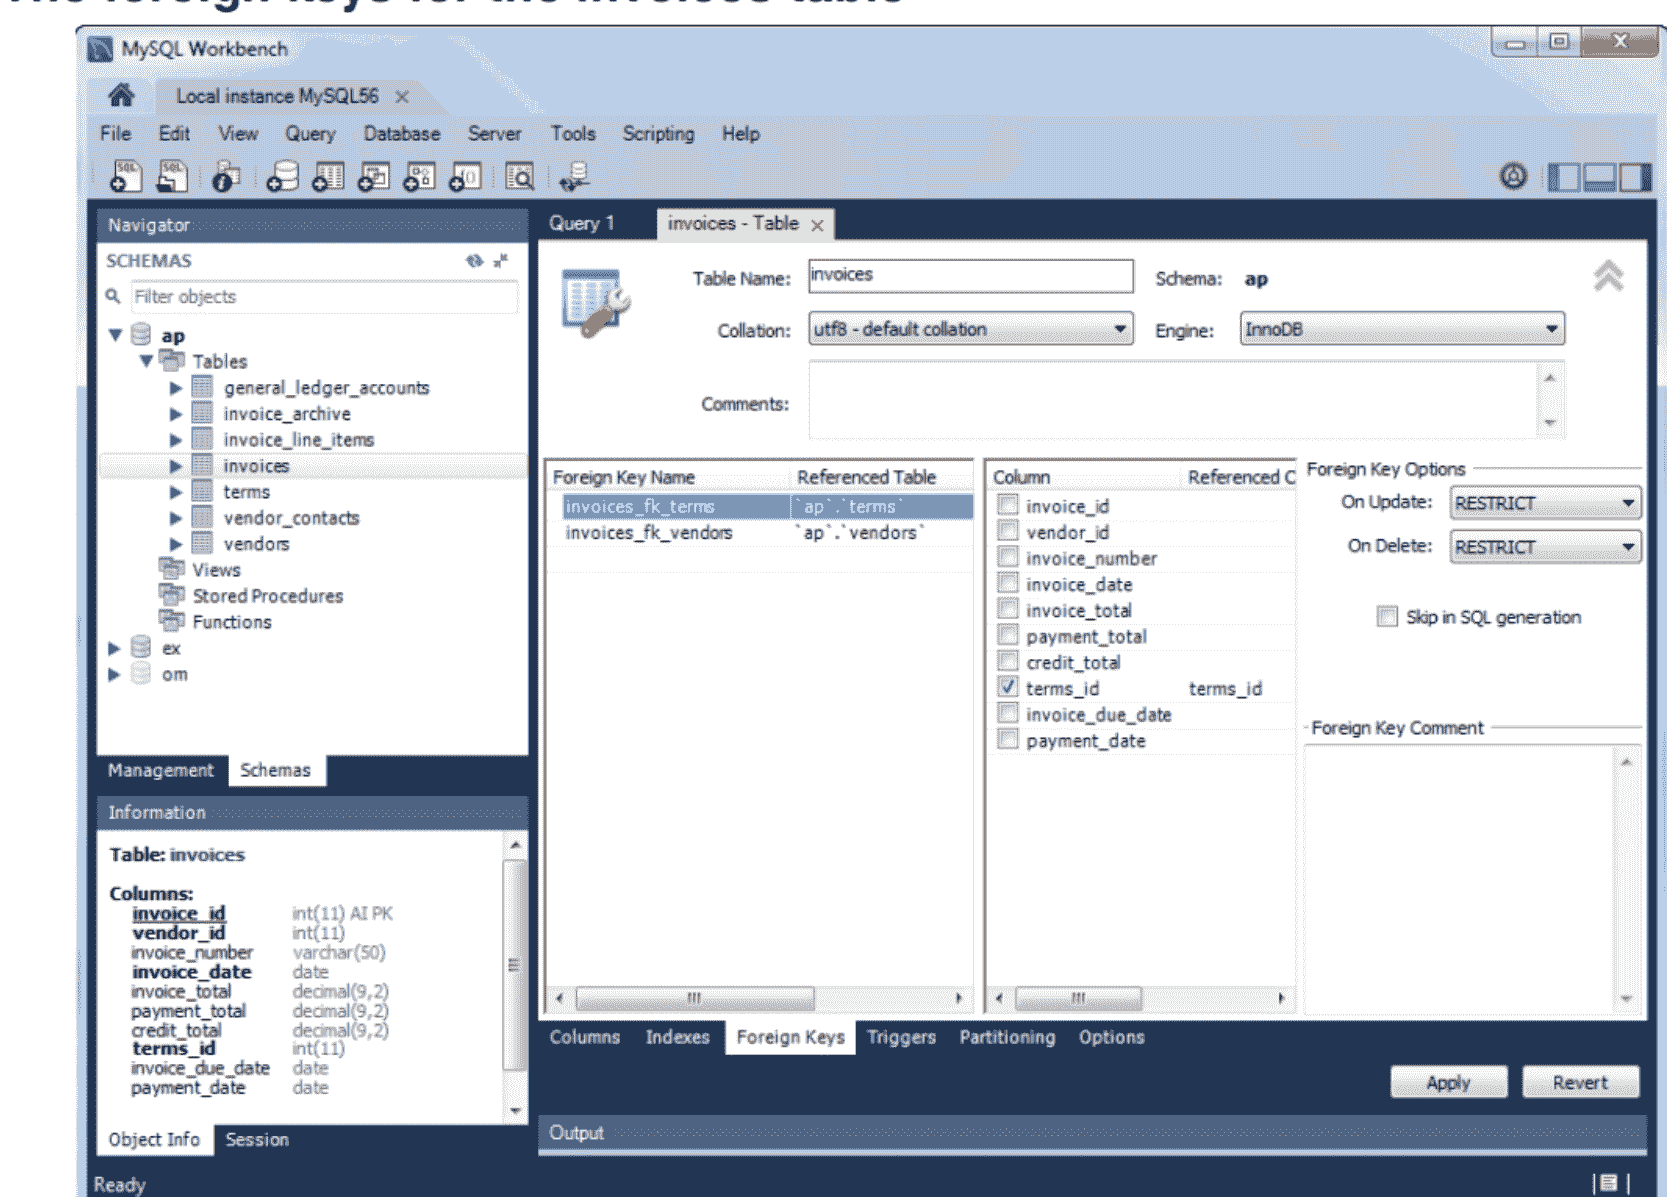 The foreign keys for the invoices table
MySQL Workbench
Local instance MySQL56
File Edit View Query Database Server Tools Scripting Help
Navigator
SCHEMAS
Filter objects
ap
Tables
general_ledger_accounts
invoice_archive
invoice_line_items
invoices
terms
vendor_contacts
vendors
Views
Stored Procedures
Functions
ex
om
Management Schemas
Information
Table: invoices
Columns:
invoice_id int(11) AI PK
vendor_id int(11)
invoice_number varchar(50)
invoice_date date
invoice_total decimal(9,2)
payment_total decimal(9,2)
credit_total decimal(9,2)
terms_id int(11)
invoice_due_date date
payment_date date
Object Info Session
Query 1 invoices - Table
Table Name: invoices Schema: ap
Collation: utf8 - default collation Engine: InnoDB
Comments:
Foreign Key Name Referenced Table
invoices_fk_terms `ap`.`terms`
invoices_fk_vendors `ap`.`vendors`
Column Referenced C
invoice_id
vendor_id
invoice_number
invoice_date
invoice_total
payment_total
credit_total
terms_id terms_id
invoice_due_date
payment_date
Foreign Key Options
On Update: RESTRICT
On Delete: RESTRICT
Skip in SQL generation
Foreign Key Comment
Columns Indexes Foreign Keys Triggers Partitioning Options
Apply Revert
Output
Ready